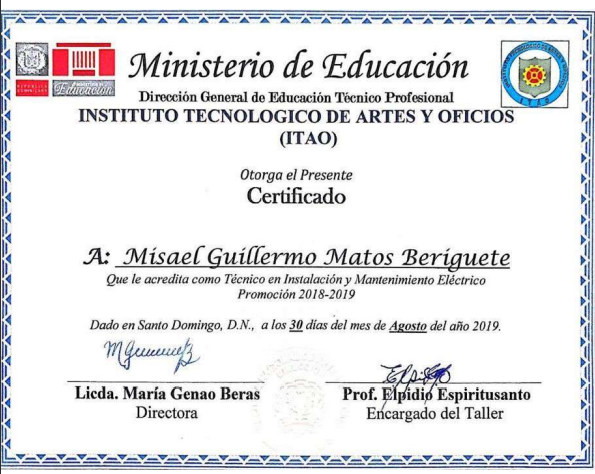 Ministerio de Educación
REPÚBLICA
DOMINICANA
Educación
Dirección General de Educación Técnico Profesional
INSTITUTO TECNOLOGICO DE ARTES Y OFICIOS
(ITAO)
Otorga el Presente
Certificado
A: Misael Guillermo Matos Beriguete
Que le acredita como Técnico en Instalación y Mantenimiento Eléctrico
Promoción 2018-2019
Dado en Santo Domingo, D.N., a los 30 días del mes de Agosto del año 2019.
Licda. María Genao Beras
Directora
Prof. Elpidio Espiritusanto
Encargado del Taller